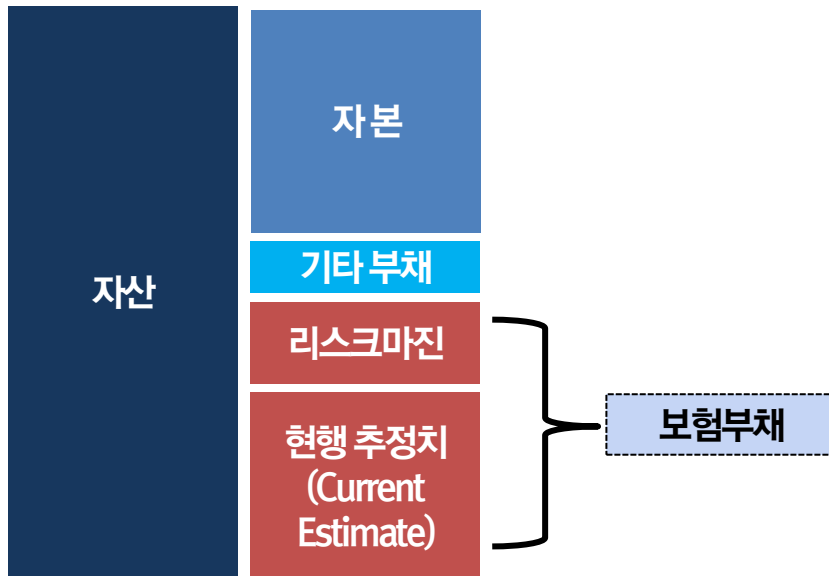 자산
자 본
기타 부채
리스크마진
현행 추정치
(Current
Estimate)
보험부채